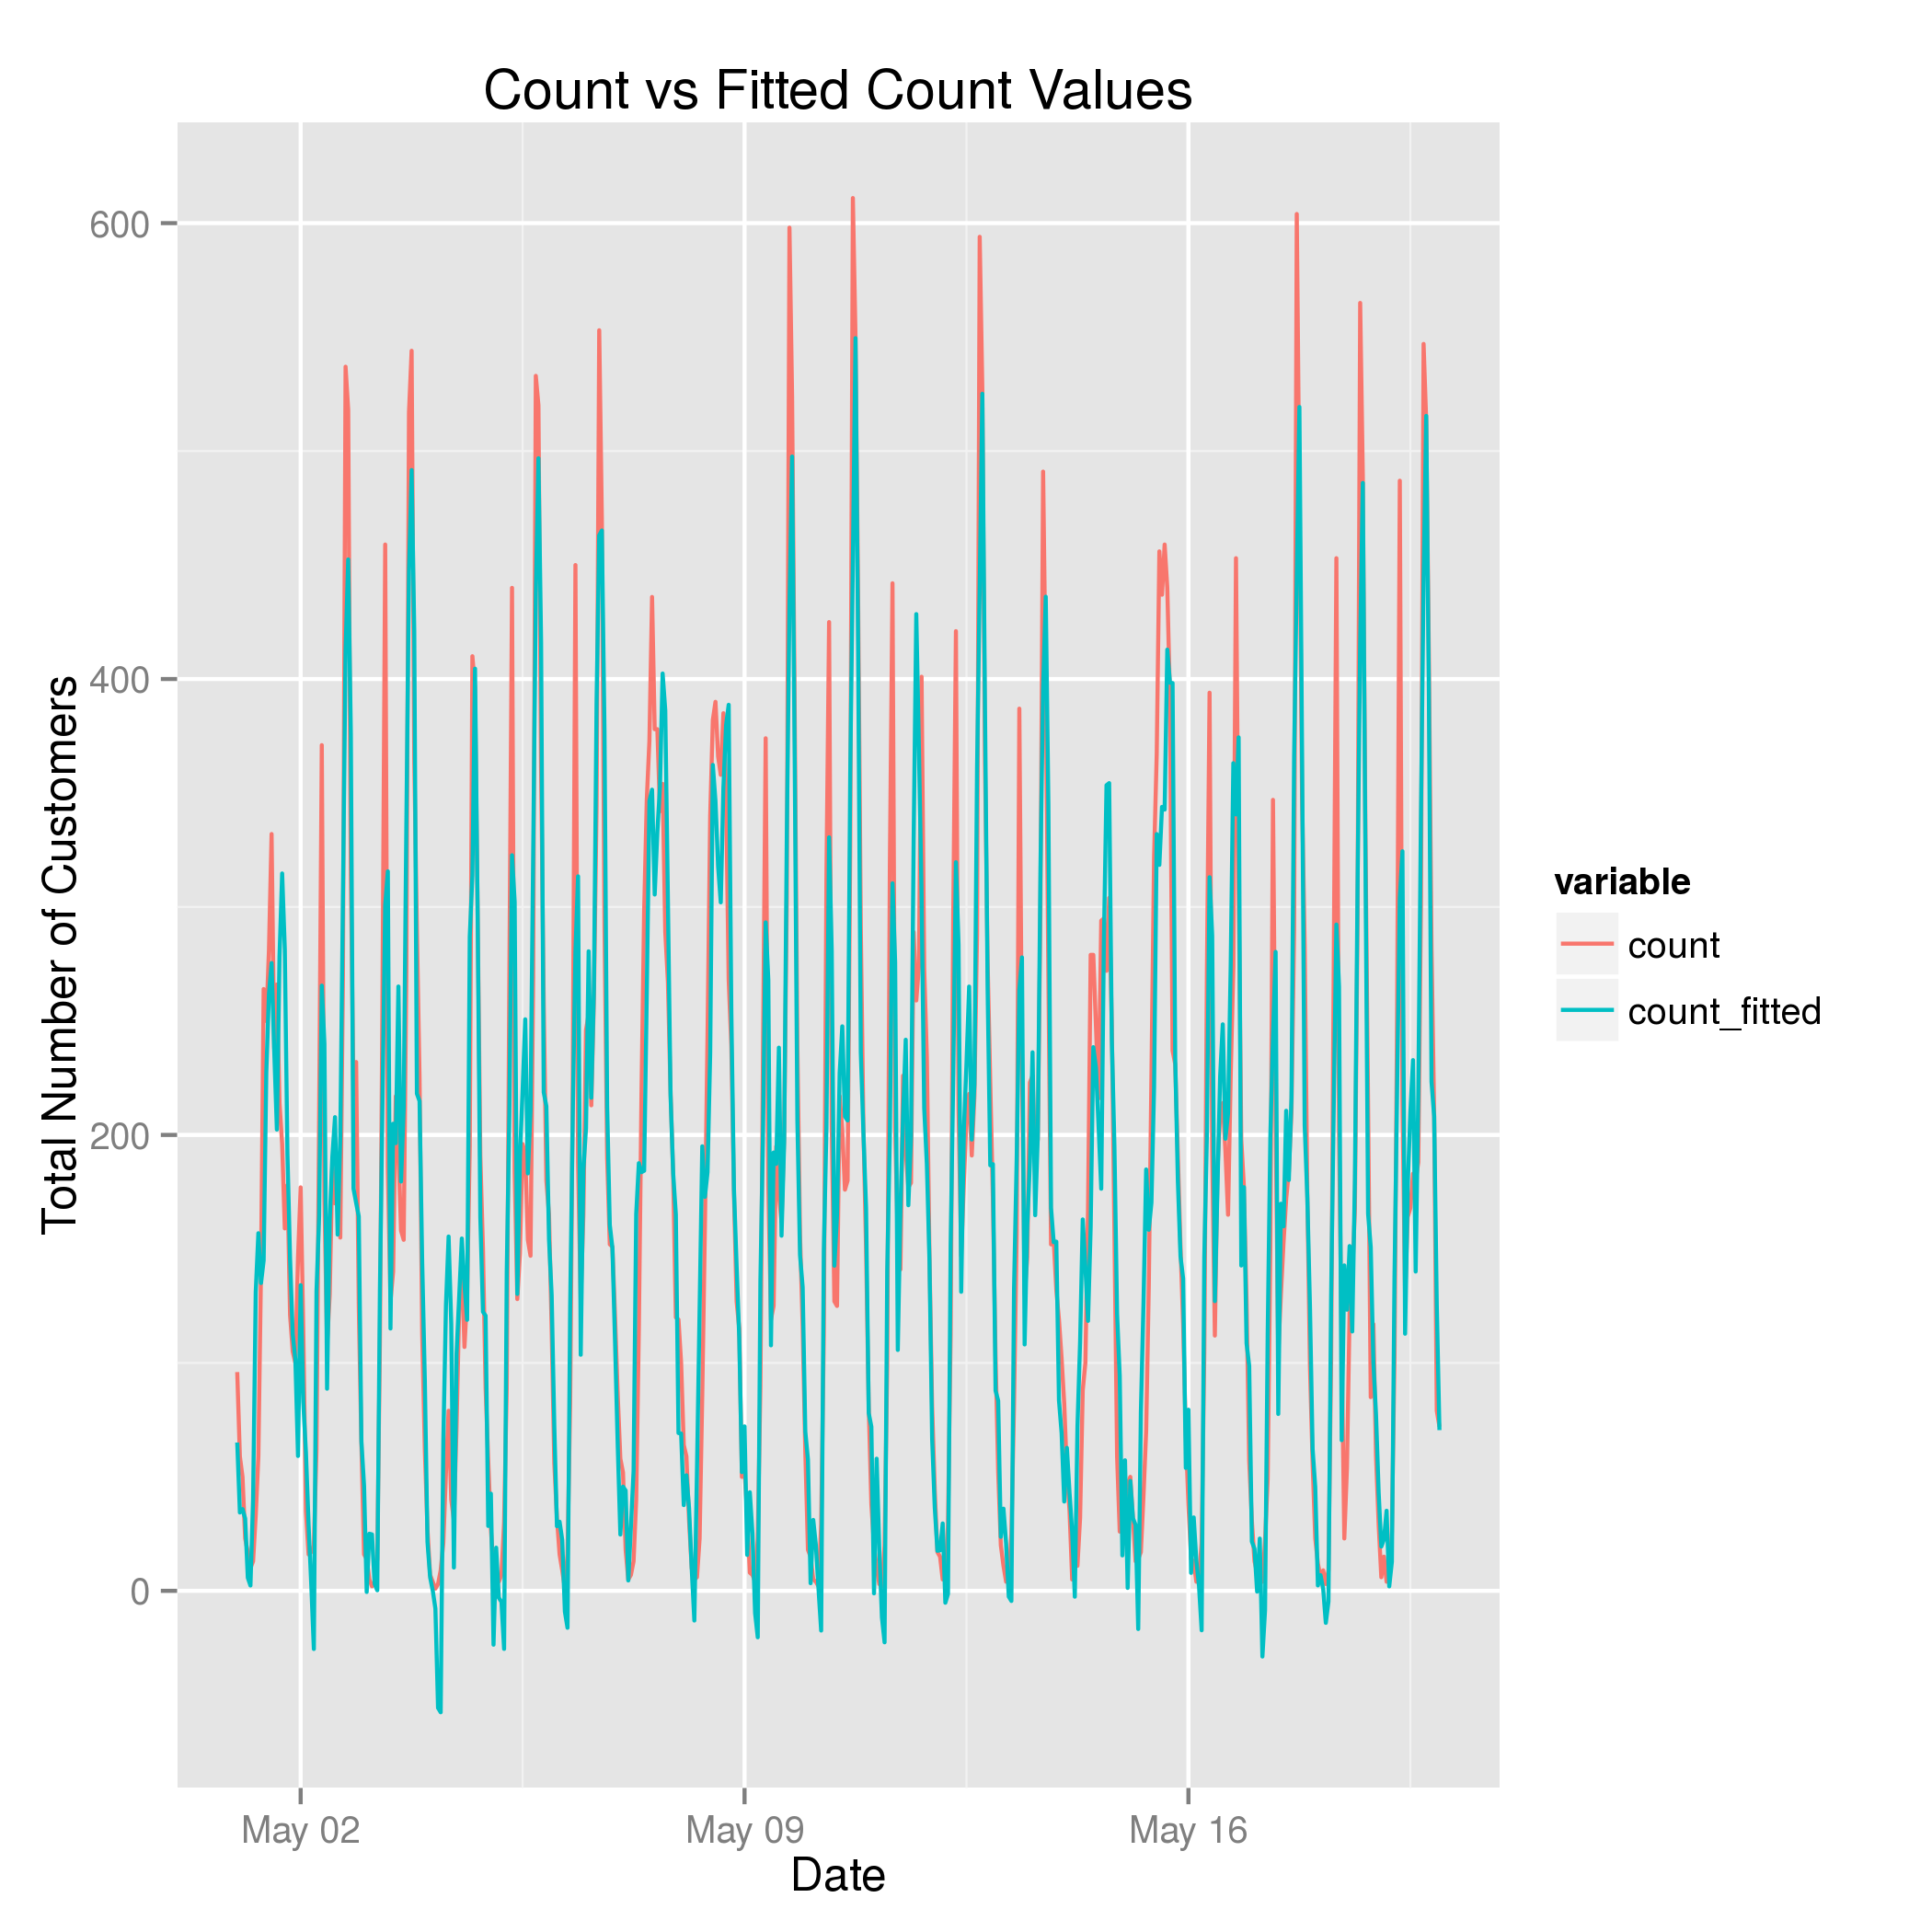 Count vs Fitted Count Values
Total Number of Customers
600
400
200
0
May 02
May 09
May 16
Date
variable
count
count_fitted